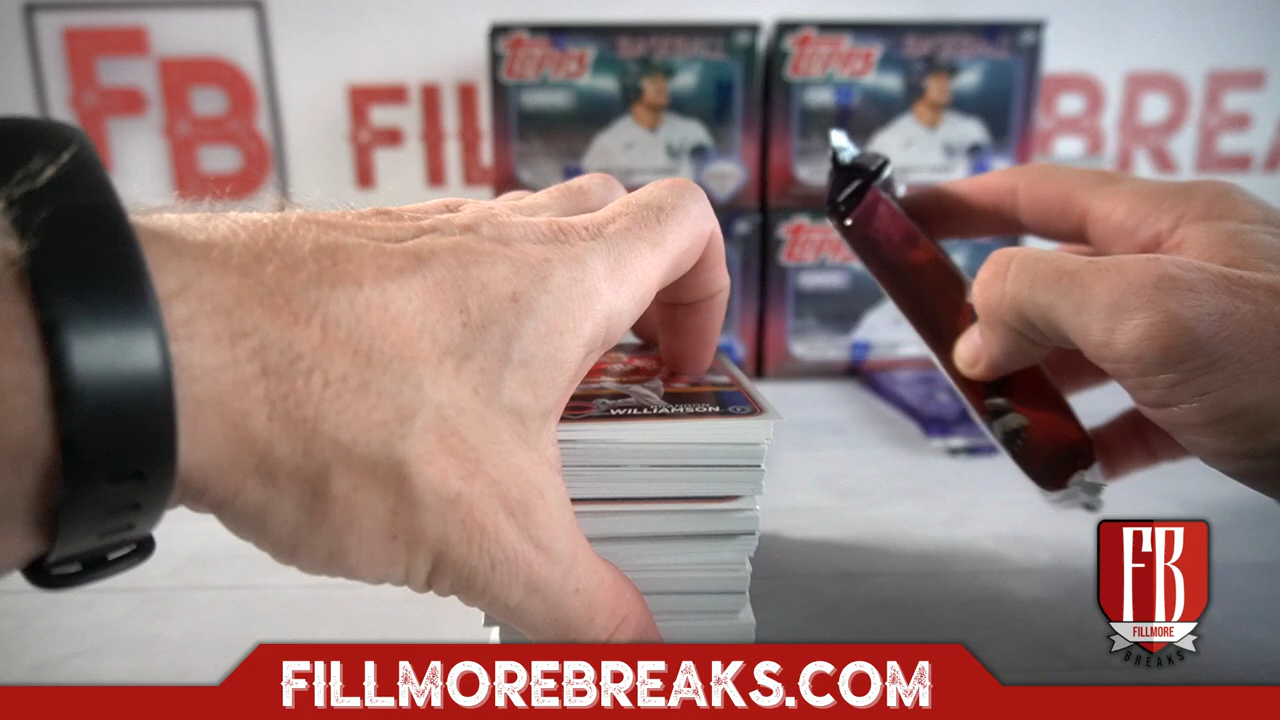 FB
FIL
BREA
TOPPS
BASEBALL
TOPPS
BASEBALL
TOPPS
WILLIAMSON
FB
FILLMORE
BREAKS
FILLMOREBREAKS.COM